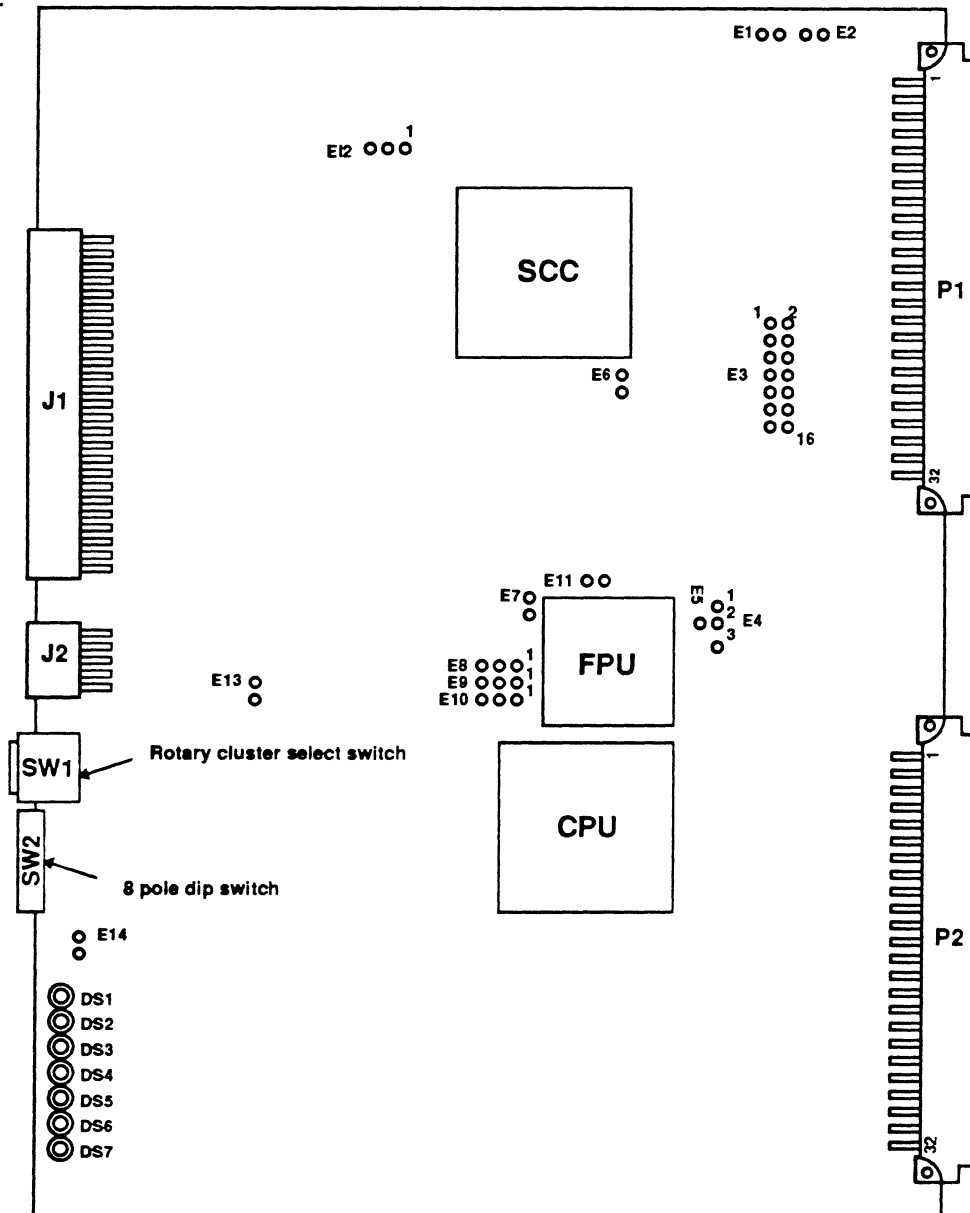 E1 E2
1
EI2 1
SCC
P1
1 2
E6
E3
J1
16
32
E11
E7
E5
1
2
E4
3
J2
FPU
E8 1
E9 1
E10 1
E13
1
SW1
Rotary cluster select switch
CPU
SW2
8 pole dip switch
E14
P2
DS1
DS2
DS3
DS4
DS5
DS6
DS7
32